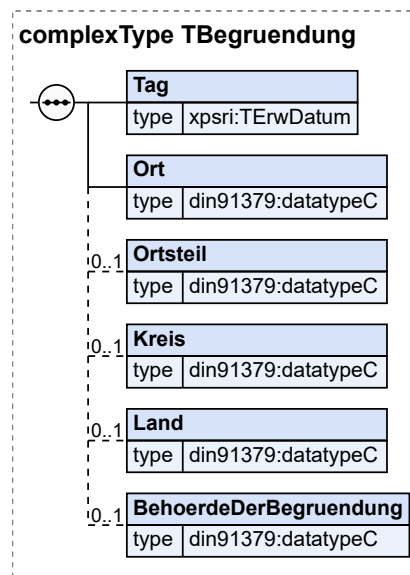 complexType TBegruendung
Tag
type xpsri:TErwDatum
Ort
type din91379:datatypeC
0..1 Ortsteil
type din91379:datatypeC
0..1 Kreis
type din91379:datatypeC
0..1 Land
type din91379:datatypeC
0..1 BehoerdeDerBegruendung
type din91379:datatypeC